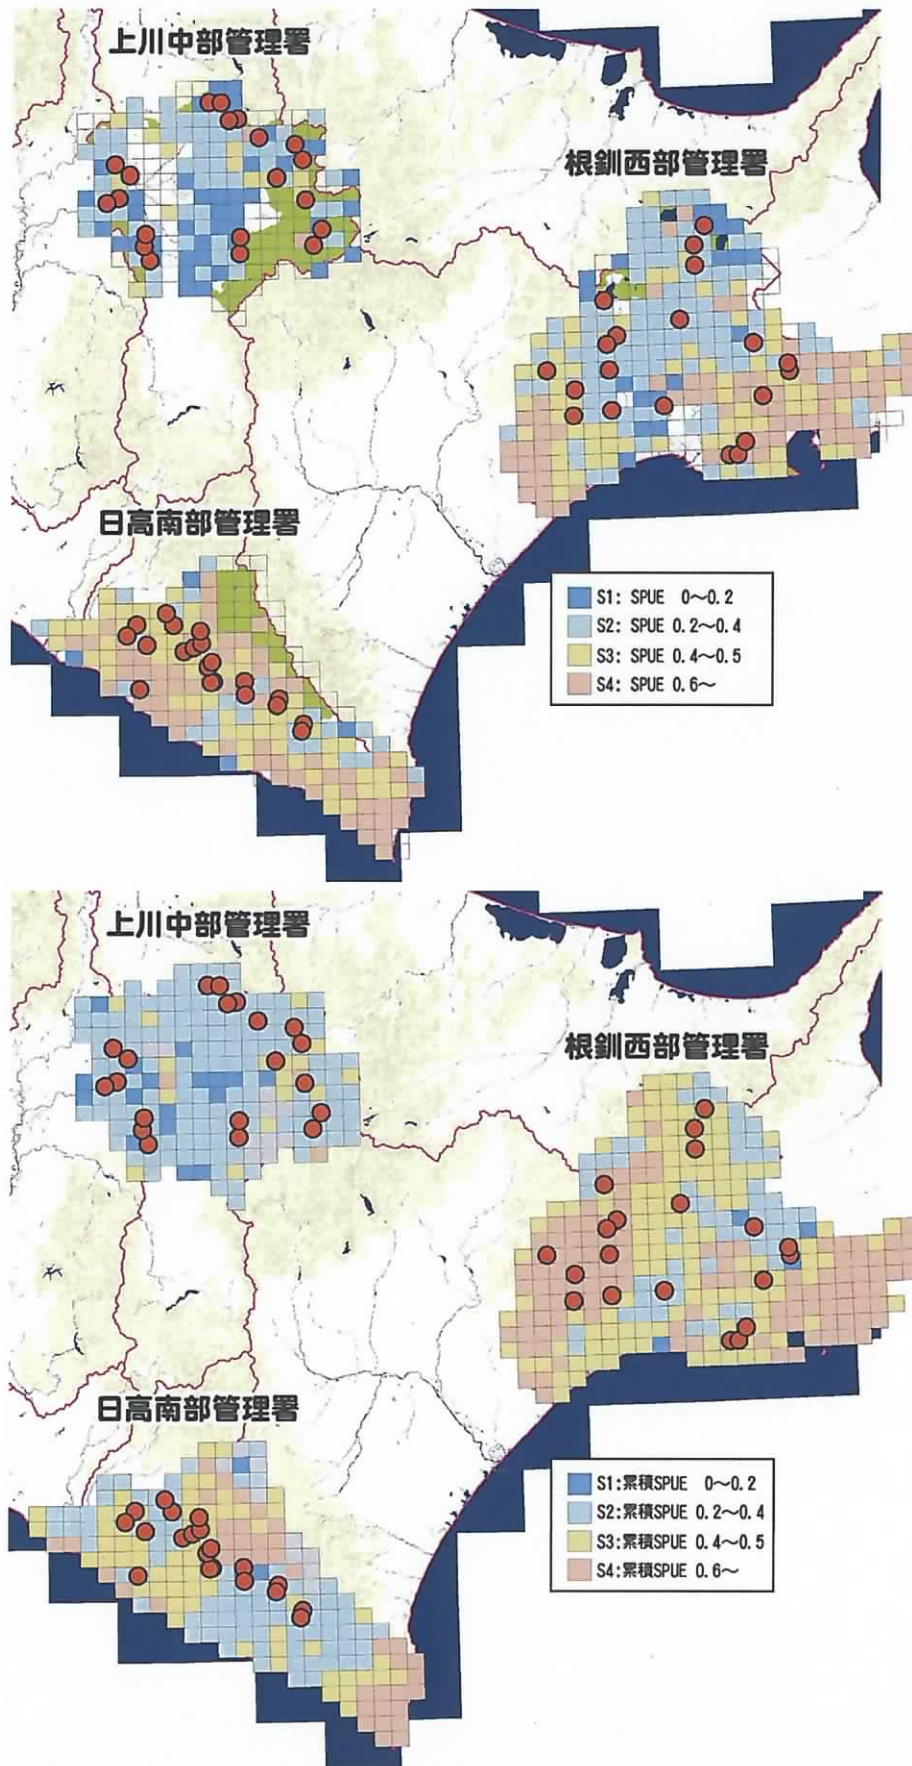 上川中部管理署
根釧西部管理署
日高南部管理署
S1: SPUE 0～0.2
S2: SPUE 0.2～0.4
S3: SPUE 0.4～0.5
S4: SPUE 0.6～
上川中部管理署
根釧西部管理署
日高南部管理署
S1:累積SPUE 0～0.2
S2:累積SPUE 0.2～0.4
S3:累積SPUE 0.4～0.5
S4:累積SPUE 0.6～